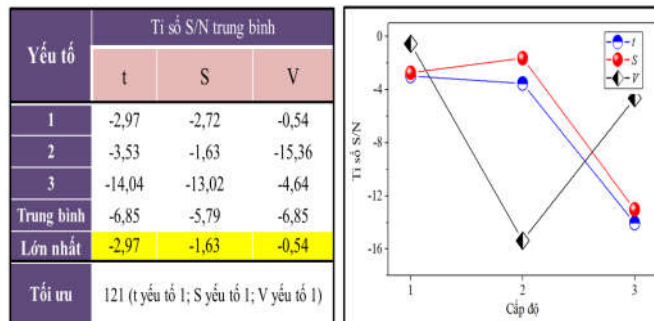 Yếu tố
Tỉ số S/N trung bình
t S V
1 -2,97 -2,72 -0,54
2 -3,53 -1,63 -15,36
3 -14,04 -13,02 -4,64
Trung bình -6,85 -5,79 -6,85
Lớn nhất -2,97 -1,63 -0,54
Tối ưu 121 (t yếu tố 1; S yếu tố 1; V yếu tố 1)
Tỉ số S/N
0
-4
-8
-12
-16
t
S
V
1 2 3
Cấp độ